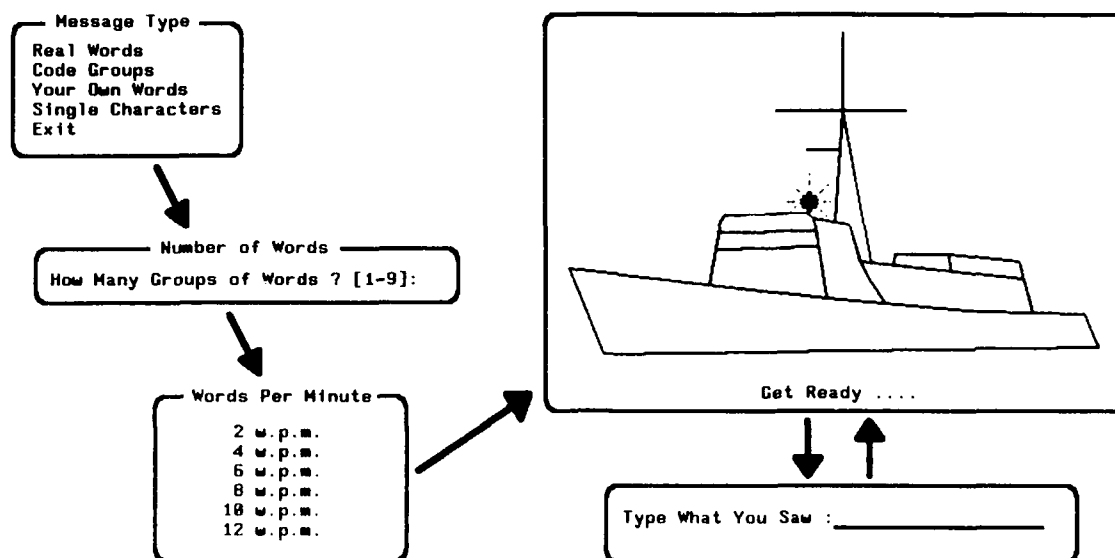 Message Type
Real Words
Code Groups
Your Own Words
Single Characters
Exit
Number of Words
How Many Groups of Words ? [1-9]:
Words Per Minute
2 w.p.m.
4 w.p.m.
6 w.p.m.
8 w.p.m.
10 w.p.m.
12 w.p.m.
Get Ready ....
Type What You Saw :